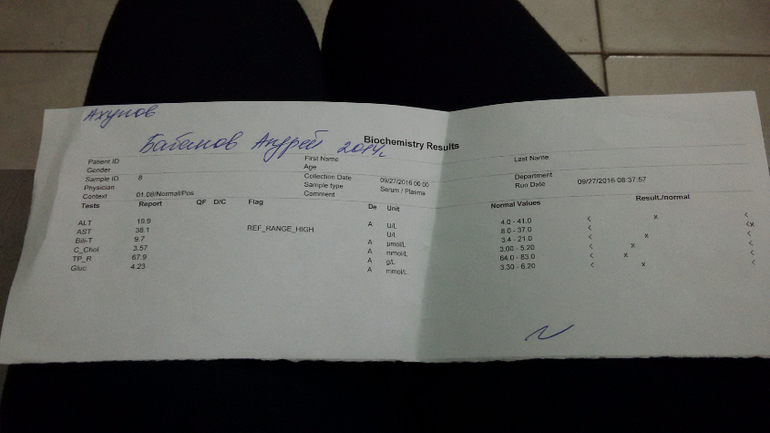 Ахунов
Андрей 2014г
Biochemistry Results
Patient ID First Name Last Name
Gender Age
Sample ID 8 Collection Date 09/27/2016 00:00 Department
Physician Sample type Serum / Plasma Run Date 09/27/2016 08:37:57
Context 01.08/Normal/Pos Comment
Tests Report QF D/C Flag De Unit Normal Values Result./normal
ALT 19.9 A U/L 4.0 - 41.0 < x <
AST 38.1 REF_RANGE_HIGH U/L 8.0 - 37.0 < <x
Bili-T 9.7 A µmol/L 3.4 - 21.0 < x <
C_Chol 3.57 A mmol/L 3.00 - 5.20 < x <
TP_R 67.9 A g/L 64.0 - 83.0 < x <
Gluc 4.23 A mmol/L 3.30 - 6.20 < x <